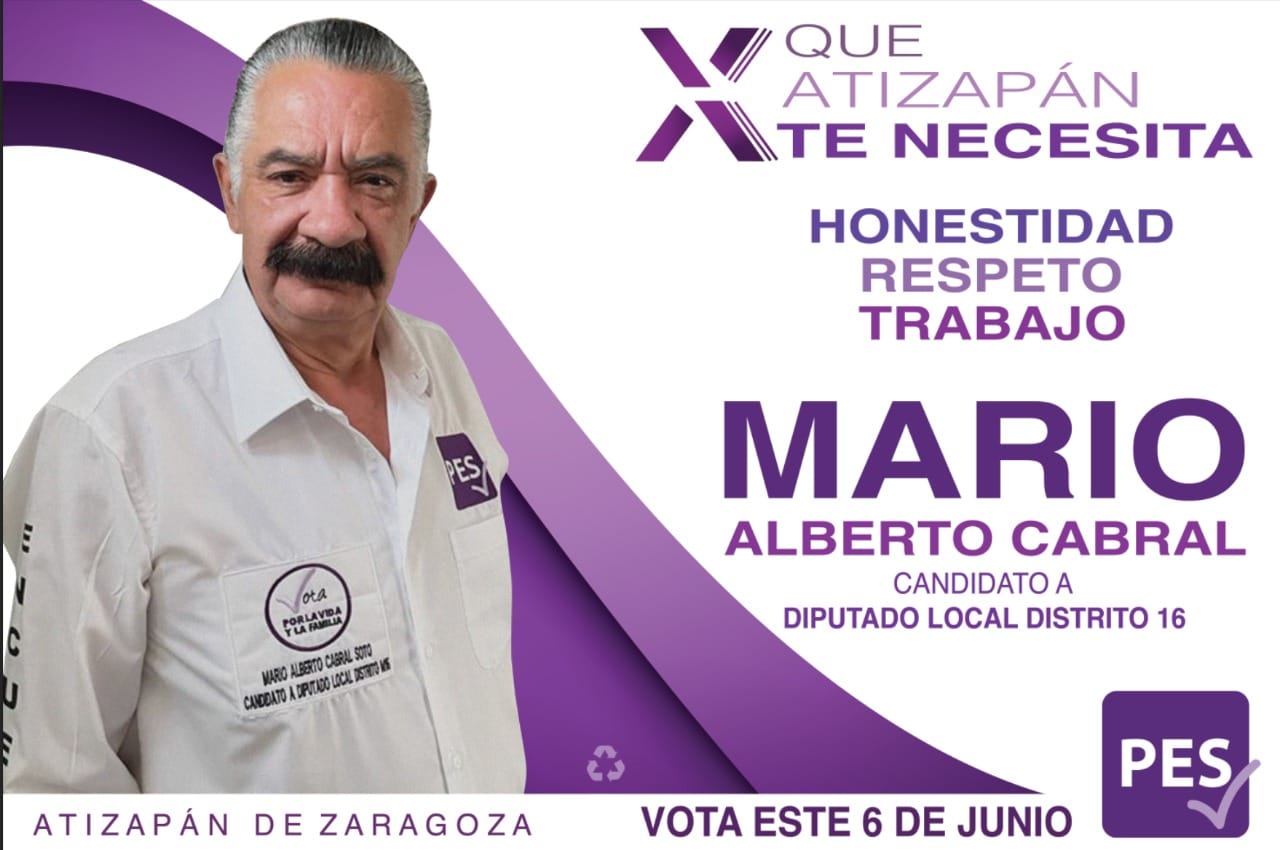 X QUE
ATIZAPÁN
TE NECESITA
HONESTIDAD
RESPETO
TRABAJO
MARIO
ALBERTO CABRAL
CANDIDATO A
DIPUTADO LOCAL DISTRITO 16
PES
Vota
POR LA VIDA
Y LA FAMILIA
MARIO ALBERTO CABRAL SOTO
CANDIDATO A DIPUTADO LOCAL DISTRITO
ENCUE
PES
ATIZAPÁN DE ZARAGOZA
VOTA ESTE 6 DE JUNIO